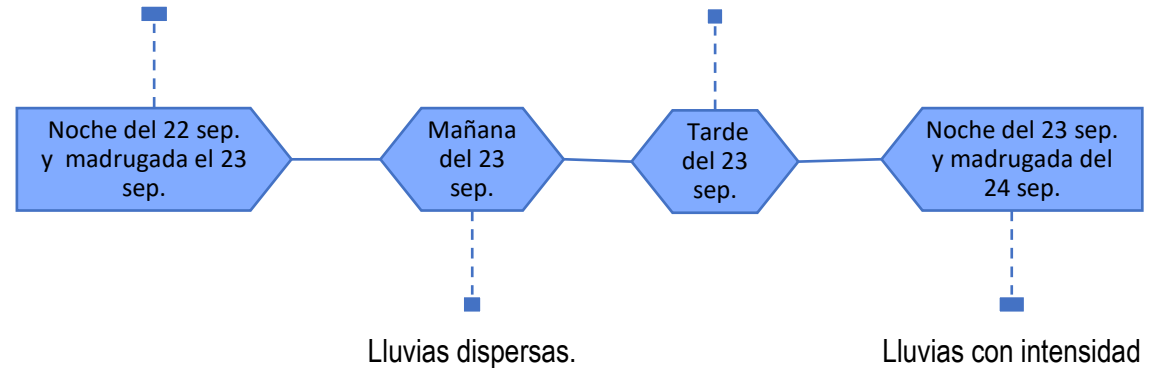 Noche del 22 sep.
y madrugada el 23
sep.
Mañana
del 23
sep.
Tarde
del 23
sep.
Noche del 23 sep.
y madrugada del
24 sep.
Lluvias dispersas.
Lluvias con intensidad